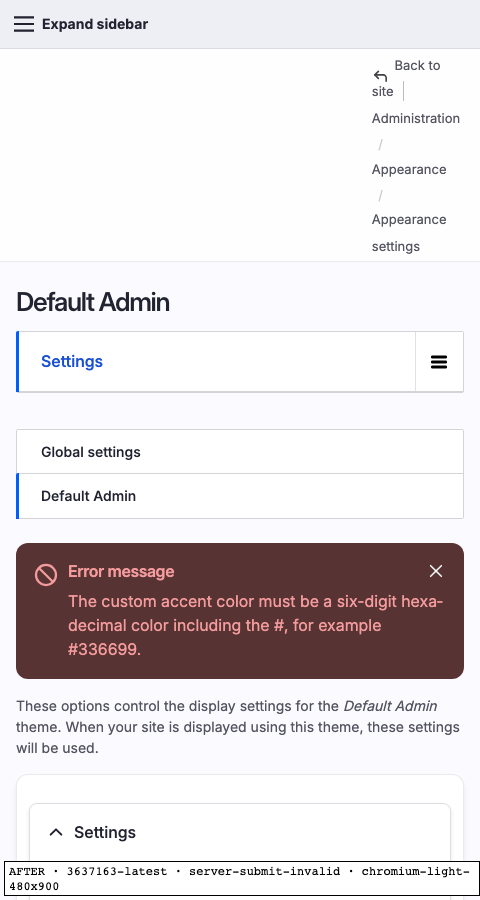 Expand sidebar
Back to
site
Administration
/
Appearance
/
Appearance
settings
Default Admin
Settings
Global settings
Default Admin
Error message
The custom accent color must be a six-digit hexa-
decimal color including the #, for example
#336699.
These options control the display settings for the Default Admin
theme. When your site is displayed using this theme, these settings
will be used.
Settings
AFTER · 3637163-latest · server-submit-invalid · chromium-light-
480x900